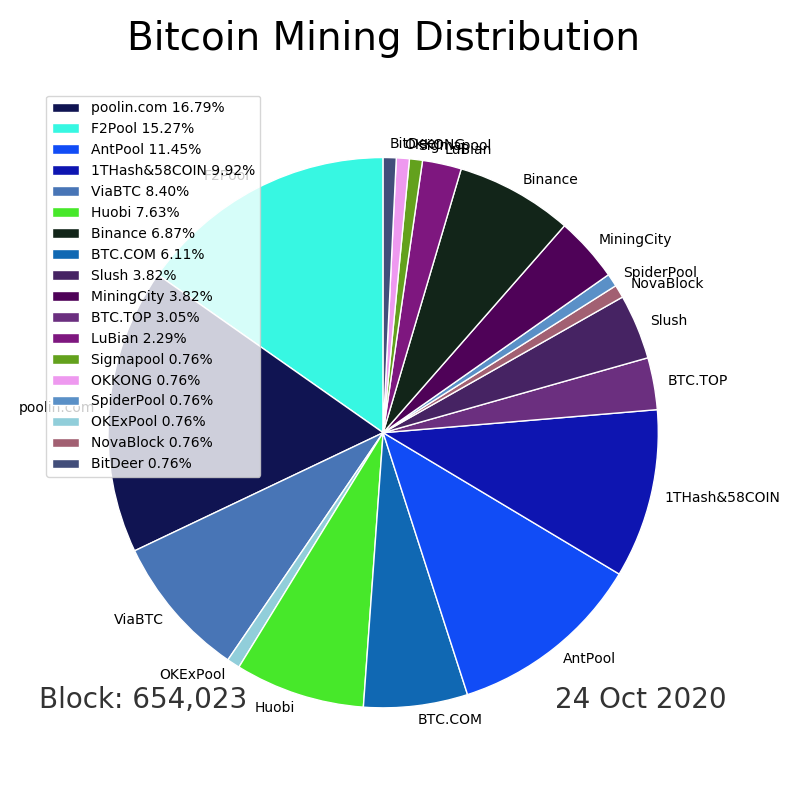 Bitcoin Mining Distribution
poolin.com 16.79%
F2Pool 15.27%
AntPool 11.45%
1THash&58COIN 9.92%
ViaBTC 8.40%
Huobi 7.63%
Binance 6.87%
BTC.COM 6.11%
Slush 3.82%
MiningCity 3.82%
BTC.TOP 3.05%
LuBian 2.29%
Sigmapool 0.76%
OKKONG 0.76%
SpiderPool 0.76%
OKExPool 0.76%
NovaBlock 0.76%
BitDeer 0.76%
BitDeer
OKKONG
Sigmapool
LuBian
Binance
MiningCity
SpiderPool
NovaBlock
Slush
BTC.TOP
1THash&58COIN
AntPool
BTC.COM
Huobi
OKExPool
ViaBTC
poolin.com
F2Pool
Block: 654,023
24 Oct 2020